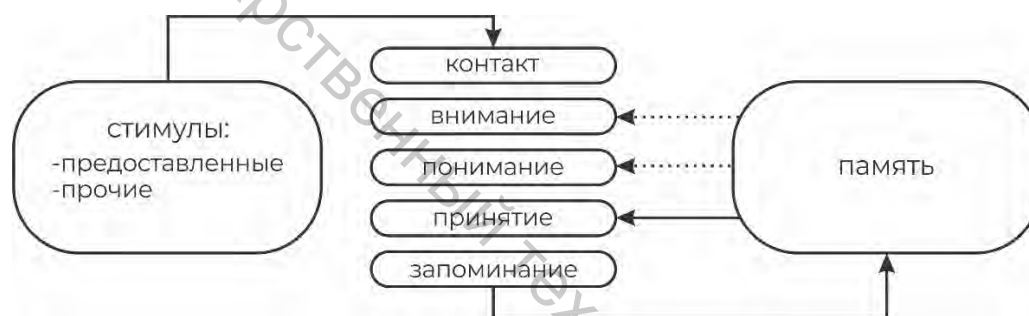 контакт
стимулы:
-предоставленные
-прочие
внимание
понимание
принятие
запоминание
память